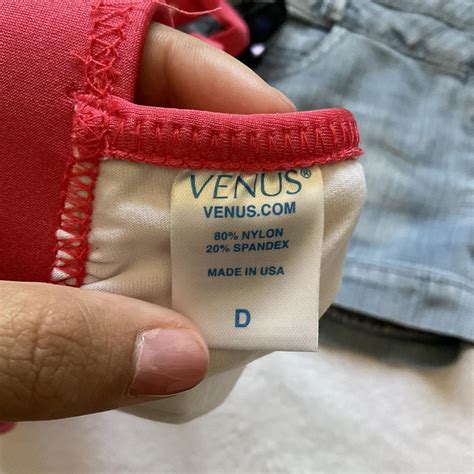 VENUS®
VENUS.COM
80% NYLON
20% SPANDEX
MADE IN USA
D